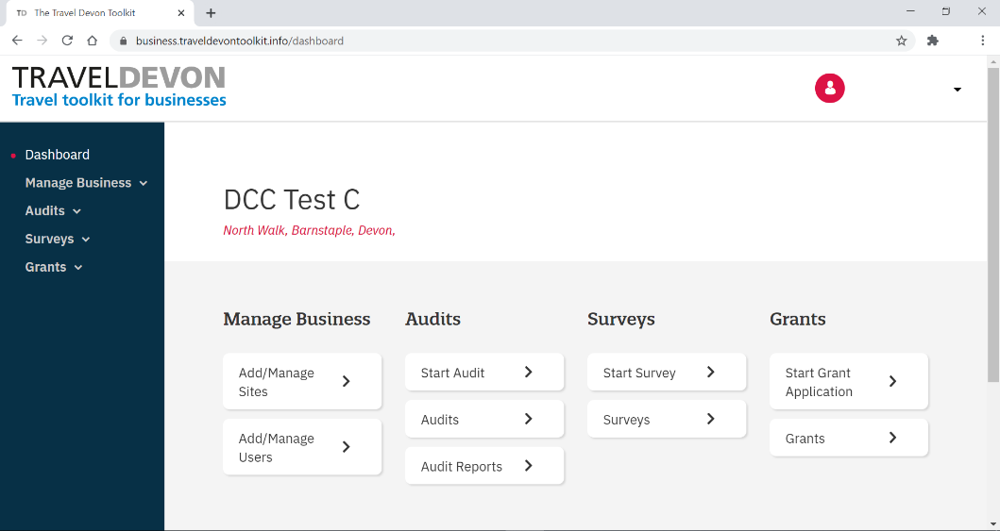 TD The Travel Devon Toolkit
business.traveldevontoolkit.info/dashboard
TRAVELDEVON
Travel toolkit for businesses
Dashboard
Manage Business
Audits
Surveys
Grants
DCC Test C
North Walk, Barnstaple, Devon,
Manage Business
Add/Manage
Sites
Add/Manage
Users
Audits
Start Audit
Audits
Audit Reports
Surveys
Start Survey
Surveys
Grants
Start Grant
Application
Grants